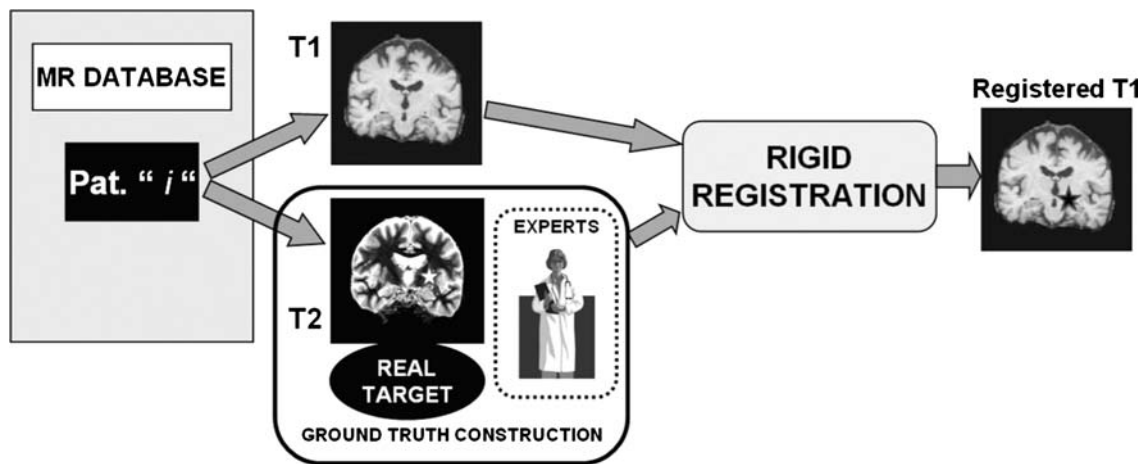 MR DATABASE
Pat. “ i “
T1
T2
REAL
TARGET
EXPERTS
GROUND TRUTH CONSTRUCTION
RIGID
REGISTRATION
Registered T1